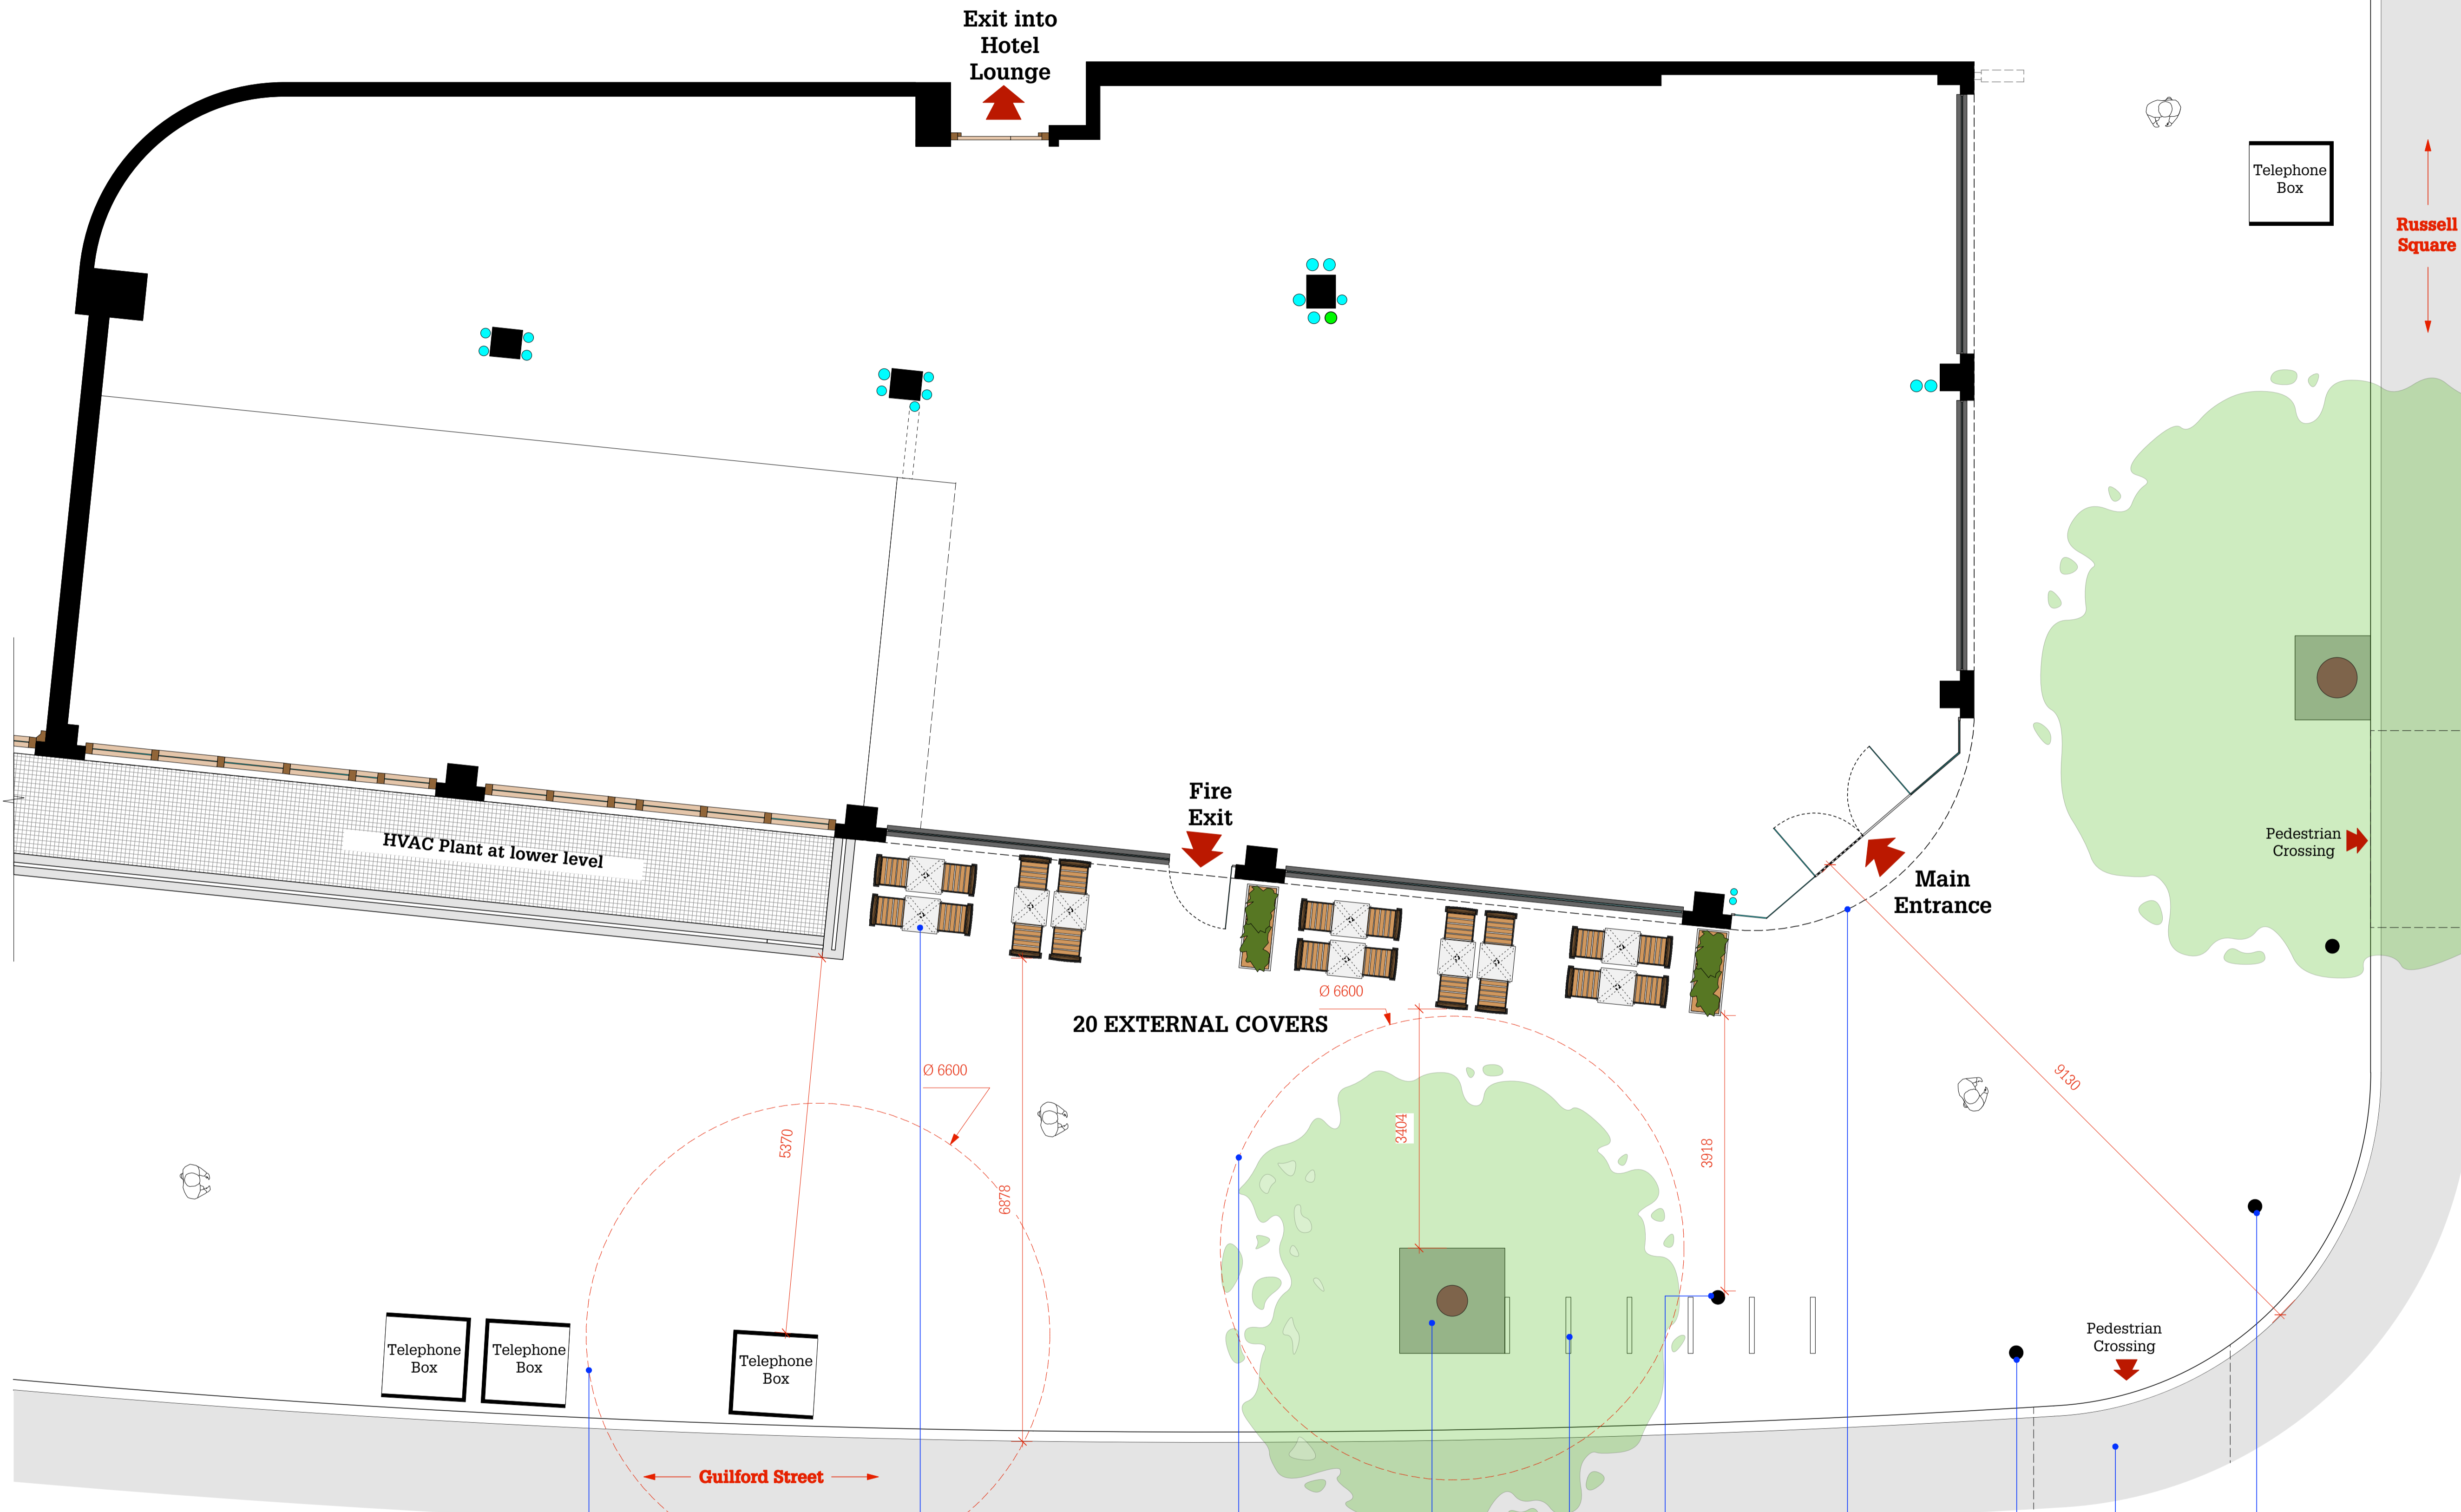 Exit into
Hotel
Lounge
Telephone
Box
Russell
Square
Fire
Exit
Pedestrian
Crossing
HVAC Plant at lower level
Main
Entrance
Ø 6600
20 EXTERNAL COVERS
Ø 6600
9130
5370
3404
3918
6878
Telephone
Box
Telephone
Box
Telephone
Box
Pedestrian
Crossing
Guilford Street